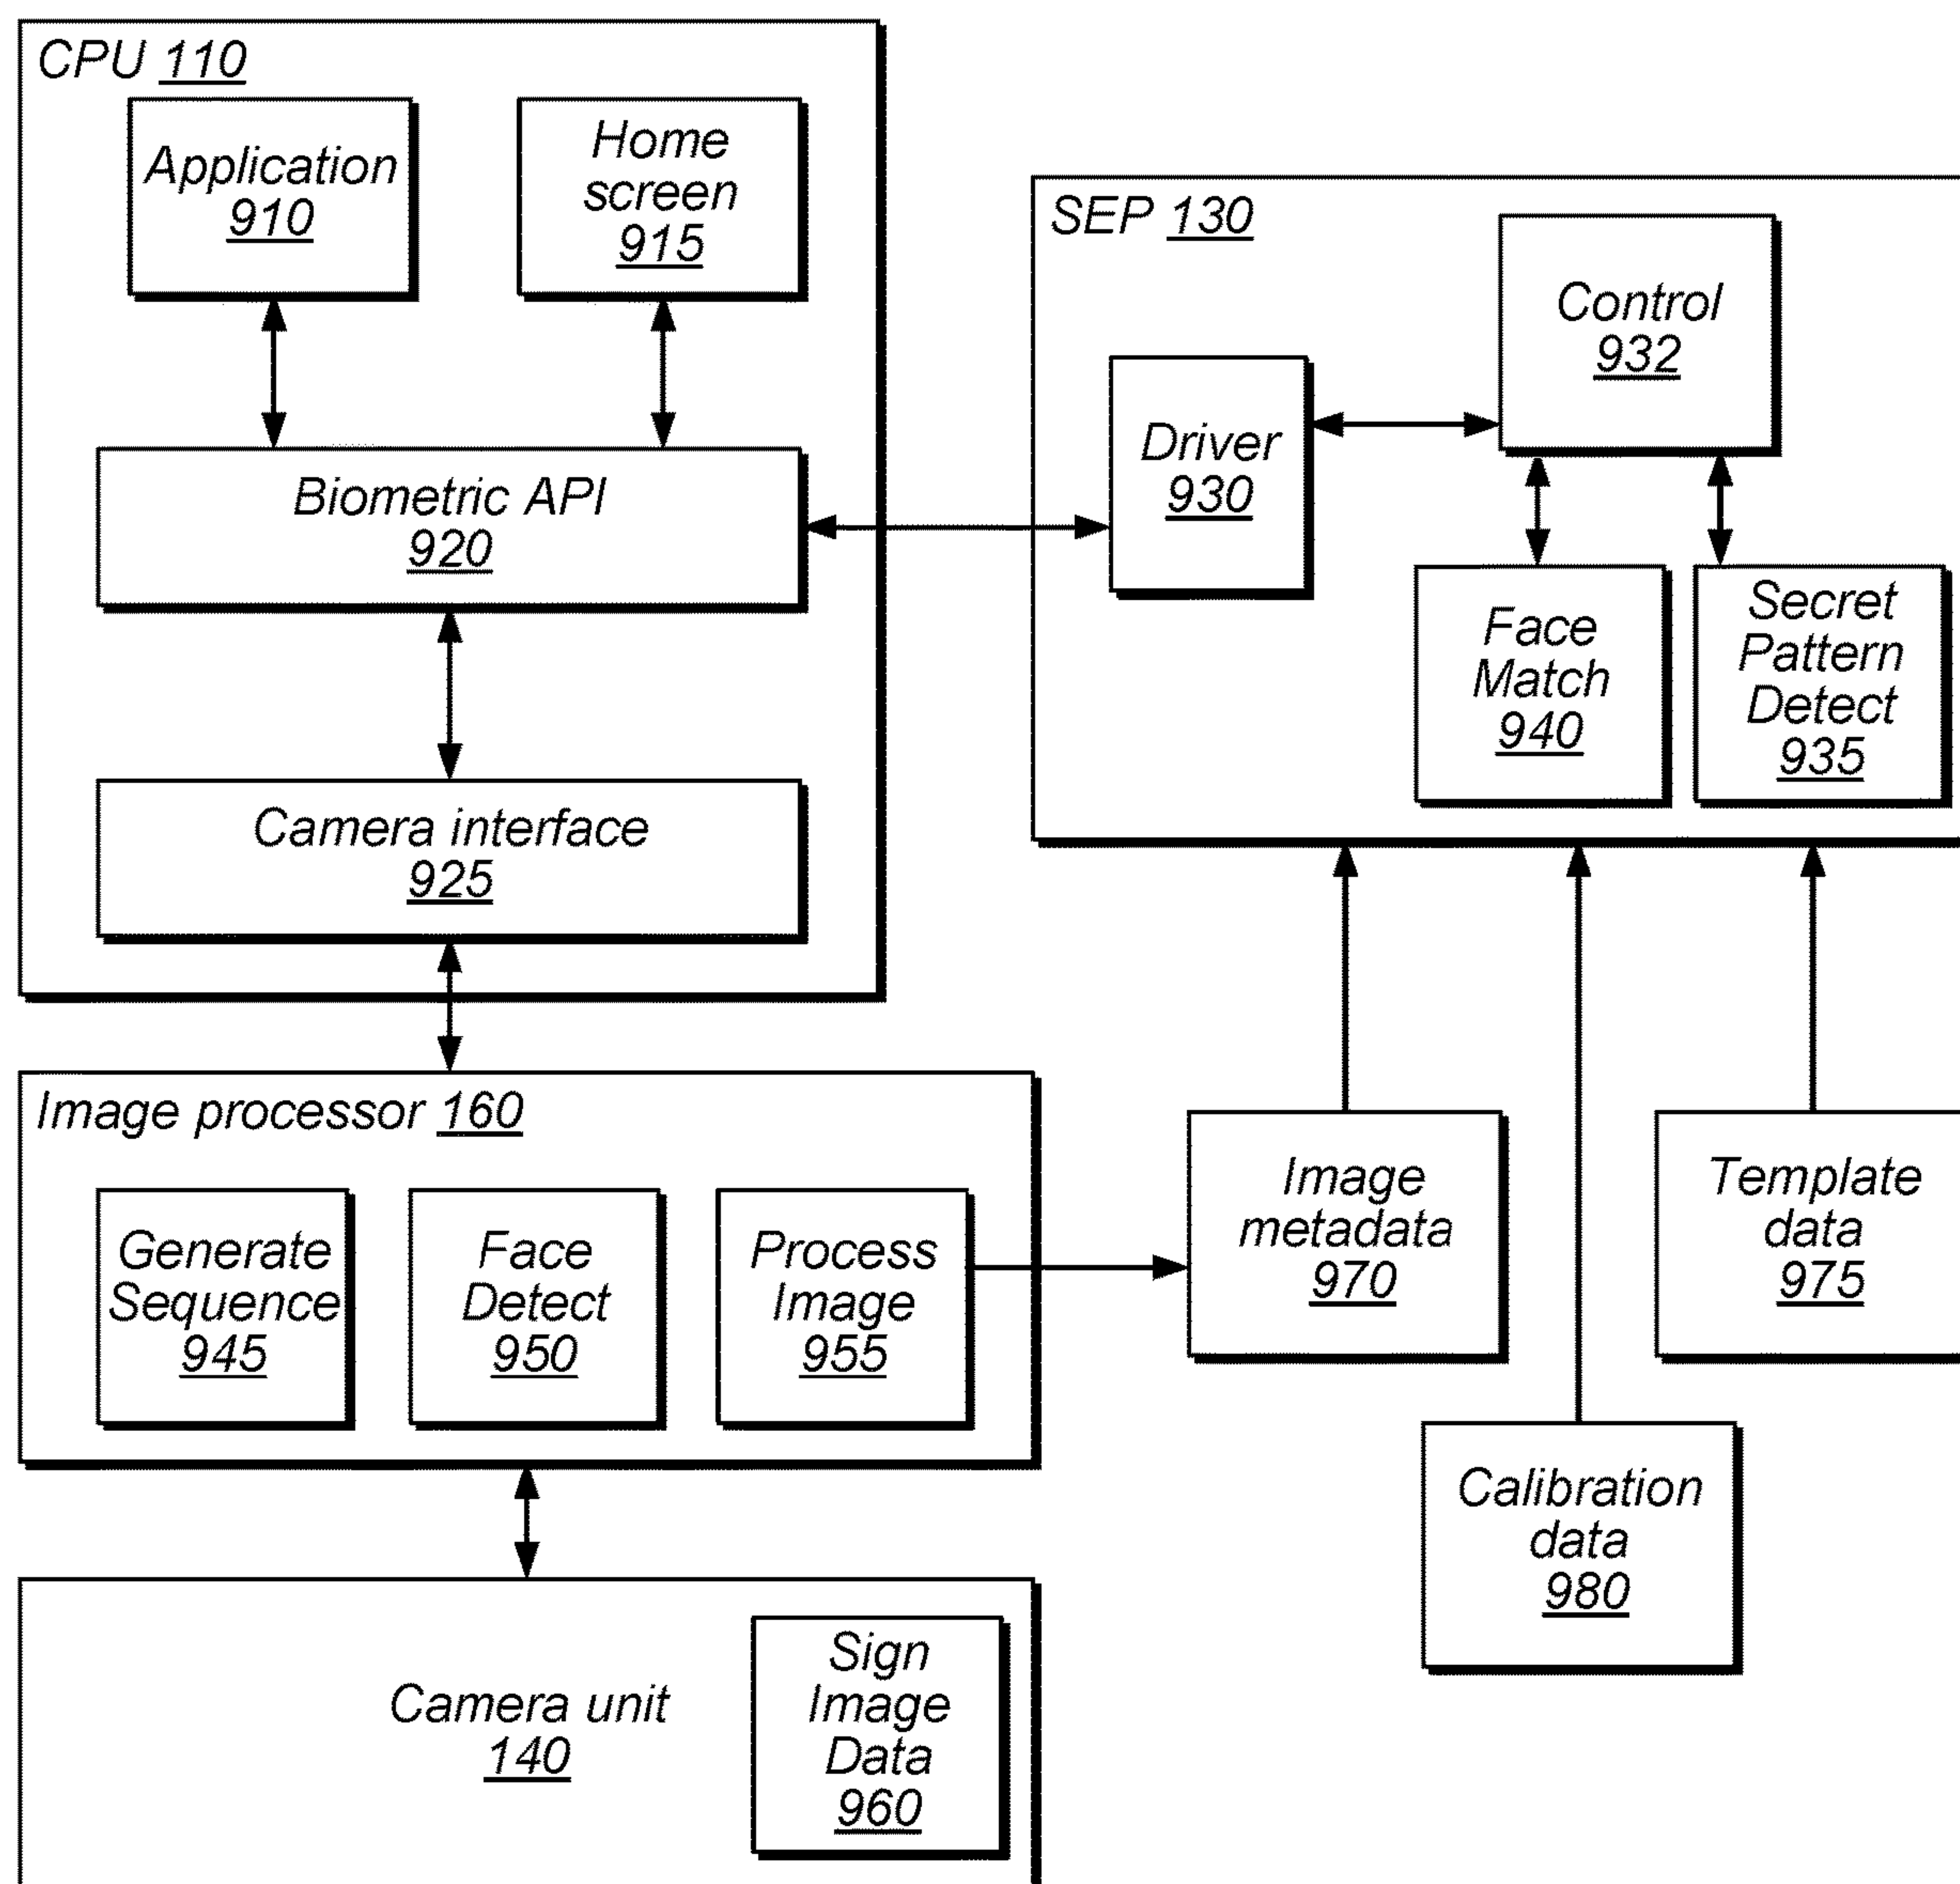 CPU 110
Application
910
Home
screen
915
Biometric API
920
Camera interface
925
SEP 130
Control
932
Driver
930
Face
Match
940
Secret
Pattern
Detect
935
Image processor 160
Generate
Sequence
945
Face
Detect
950
Process
Image
955
Image
metadata
970
Template
data
975
Calibration
data
980
Camera unit
140
Sign
Image
Data
960